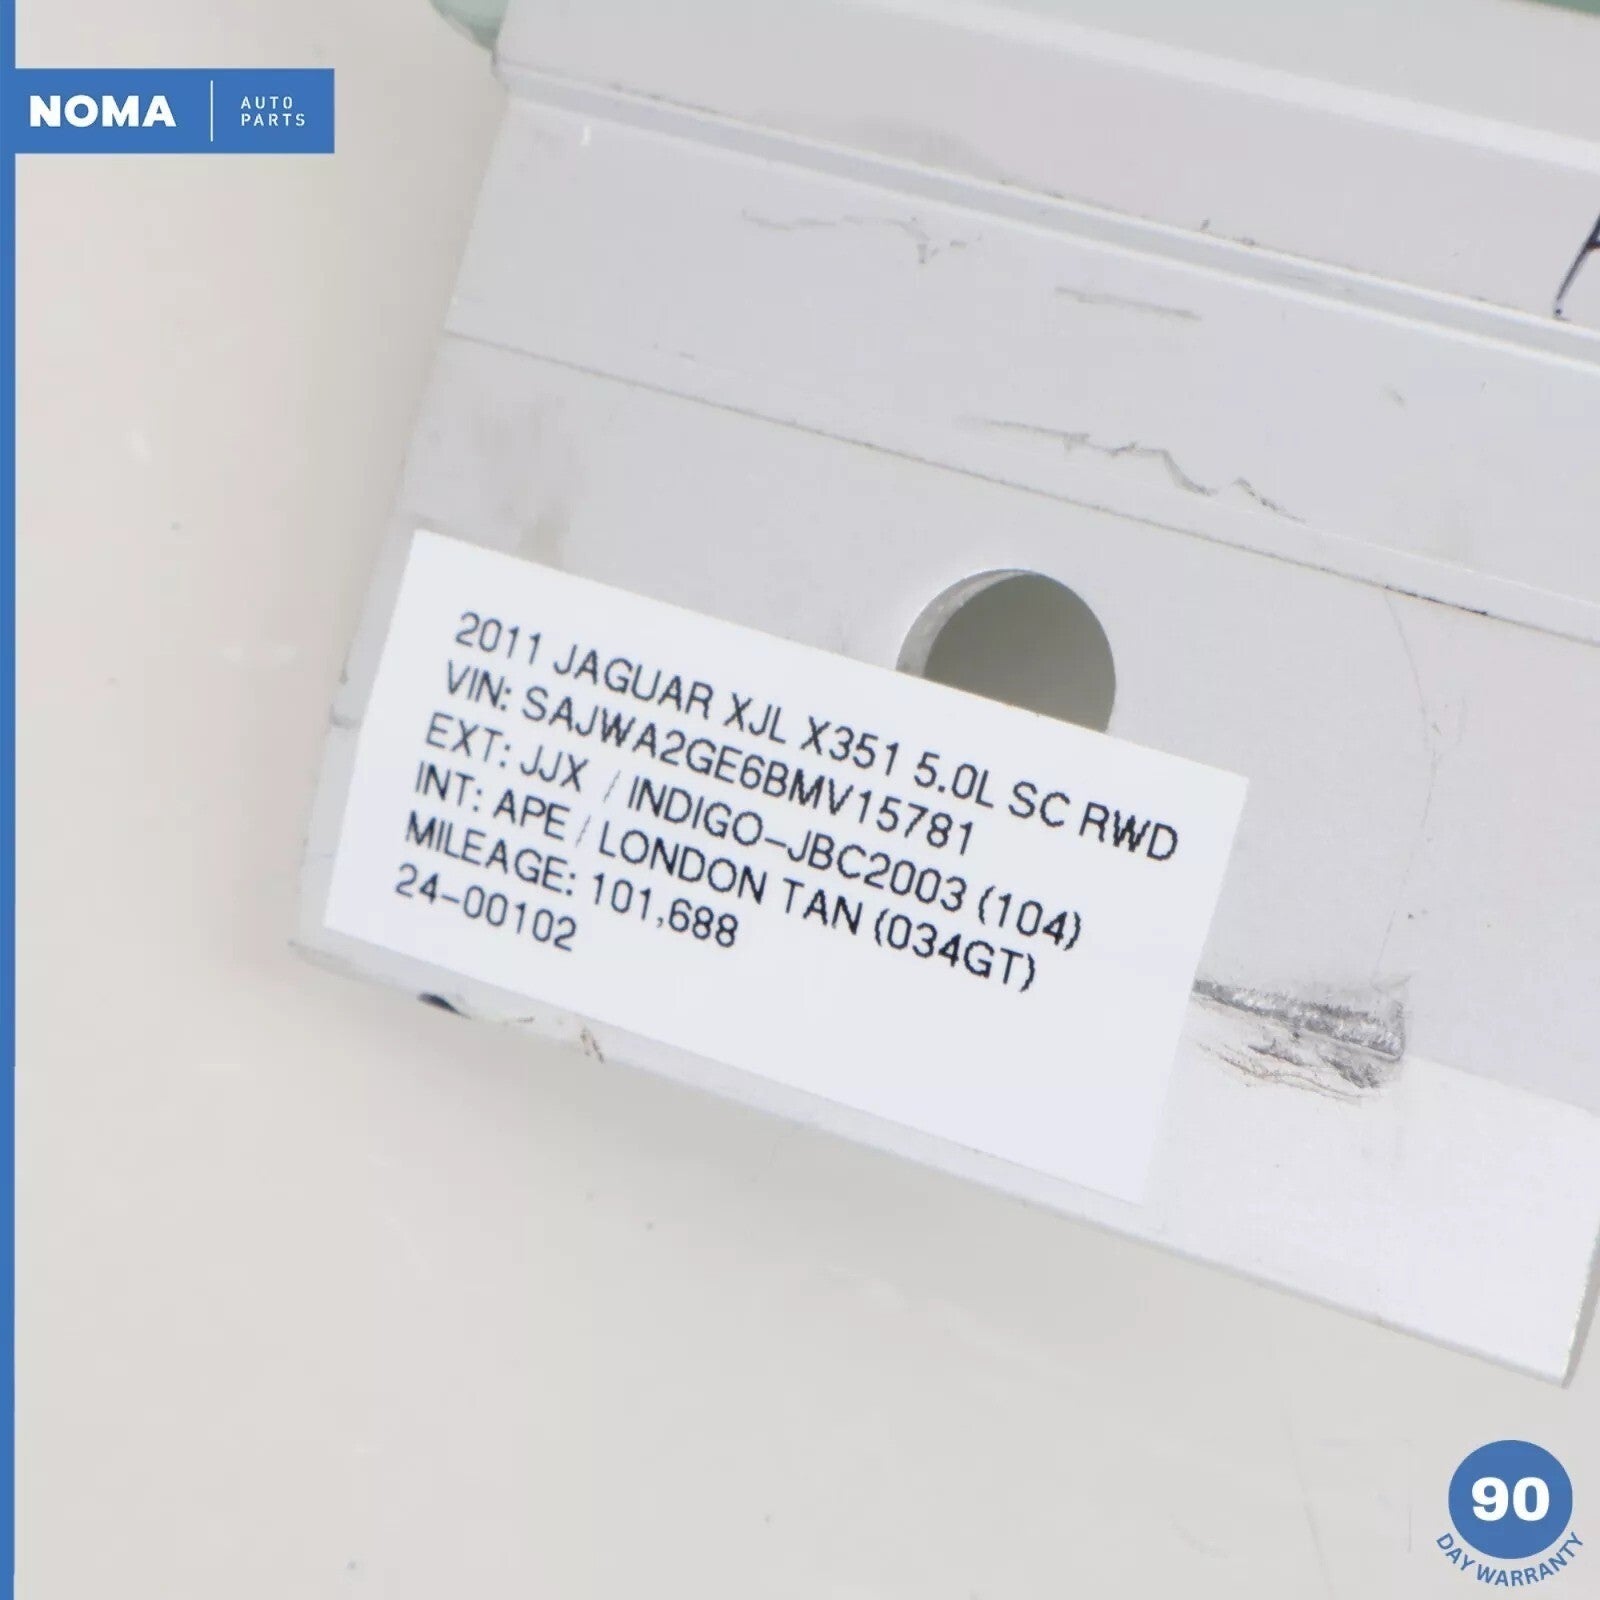 NOMA
AUTO
PARTS
2011 JAGUAR XJL X351 5.0L SC RWD
VIN: SAJWA2GE6BMV15781
EXT: JJX / INDIGO-JBC2003 (104)
INT: APE / LONDON TAN (034GT)
MILEAGE: 101,688
24-00102
90
DAY WARRANTY